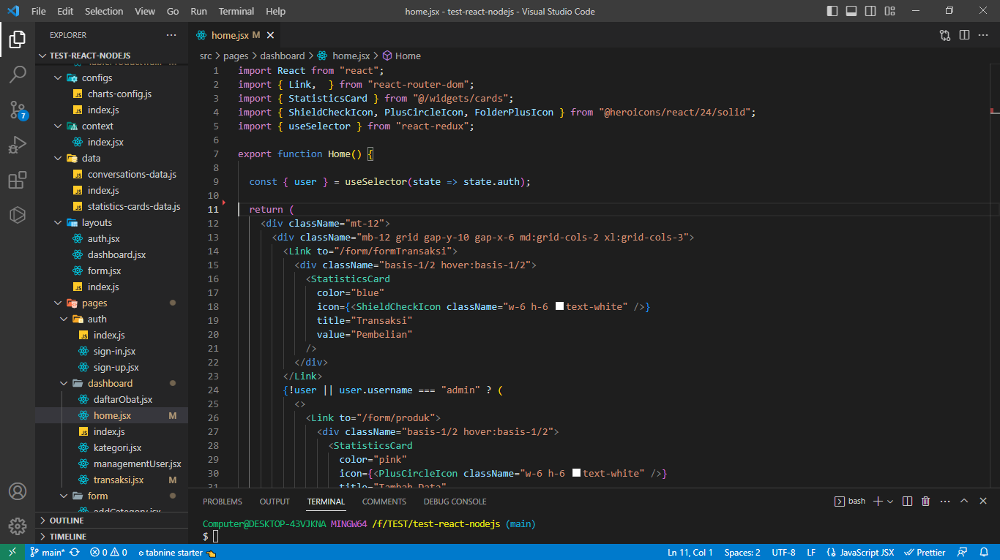 File Edit Selection View Go Run Terminal Help
home.jsx - test-react-nodejs - Visual Studio Code
EXPLORER
TEST-REACT-NODEJS
configs
charts-config.js
index.js
context
index.jsx
data
conversations-data.js
index.js
statistics-cards-data.js
layouts
auth.jsx
dashboard.jsx
form.jsx
index.js
pages
auth
index.js
sign-in.jsx
sign-up.jsx
dashboard
daftarObat.jsx
home.jsx M
index.js
kategori.jsx
managementUser.jsx
transaksi.jsx M
form
addCategory.jsx
OUTLINE
TIMELINE
7
home.jsx M
src > pages > dashboard > home.jsx > Home
1 import React from "react";
2 import { Link,  } from "react-router-dom";
3 import { StatisticsCard } from "@/widgets/cards";
4 import { ShieldCheckIcon, PlusCircleIcon, FolderPlusIcon } from "@heroicons/react/24/solid";
5 import { useSelector } from "react-redux";
6
7 export function Home() {
8
9 const { user } = useSelector(state => state.auth);
10
11 return (
12 <div className="mt-12">
13 <div className="mb-12 grid gap-y-10 gap-x-6 md:grid-cols-2 xl:grid-cols-3">
14 <Link to="/form/formTransaksi">
15 <div className="basis-1/2 hover:basis-1/2">
16 <StatisticsCard
17 color="blue"
18 icon={<ShieldCheckIcon className="w-6 h-6 text-white" />}
19 title="Transaksi"
20 value="Pembelian"
21 />
22 </div>
23 </Link>
24 {!user || user.username === "admin" ? (
25 <>
26 <Link to="/form/produk">
27 <div className="basis-1/2 hover:basis-1/2">
28 <StatisticsCard
29 color="pink"
30 icon={<PlusCircleIcon className="w-6 h-6 text-white" />}
31 title="Tambah Data"
PROBLEMS OUTPUT TERMINAL COMMENTS DEBUG CONSOLE
bash
Computer@DESKTOP-43VJKNA MINGW64 /f/TEST/test-react-nodejs (main)
$
main* 0 0 tabnine starter
Ln 11, Col 1 Spaces: 2 UTF-8 LF JavaScript JSX Prettier